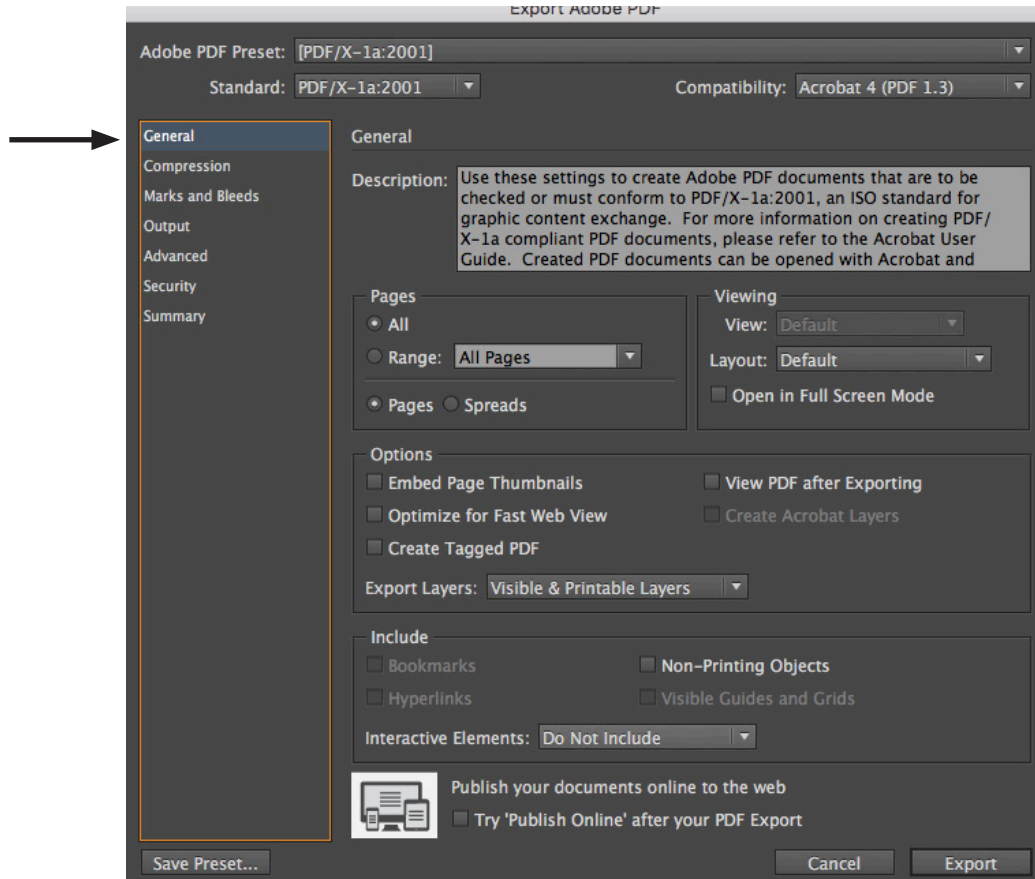 Export Adobe PDF
Adobe PDF Preset: [PDF/X-1a:2001]
Standard: PDF/X-1a:2001 Compatibility: Acrobat 4 (PDF 1.3)
General
Compression
Marks and Bleeds
Output
Advanced
Security
Summary
General
Description: Use these settings to create Adobe PDF documents that are to be
checked or must conform to PDF/X-1a:2001, an ISO standard for
graphic content exchange.  For more information on creating PDF/
X-1a compliant PDF documents, please refer to the Acrobat User
Guide.  Created PDF documents can be opened with Acrobat and
Pages
All
Range: All Pages
Pages Spreads
Viewing
View: Default
Layout: Default
Open in Full Screen Mode
Options
Embed Page Thumbnails View PDF after Exporting
Optimize for Fast Web View Create Acrobat Layers
Create Tagged PDF
Export Layers: Visible & Printable Layers
Include
Bookmarks Non-Printing Objects
Hyperlinks Visible Guides and Grids
Interactive Elements: Do Not Include
Publish your documents online to the web
Try 'Publish Online' after your PDF Export
Save Preset... Cancel Export